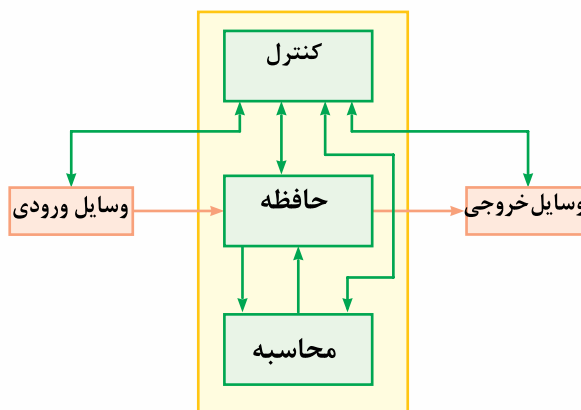 کنترل
وسایل ورودی
حافظه
وسایل خروجی
محاسبه